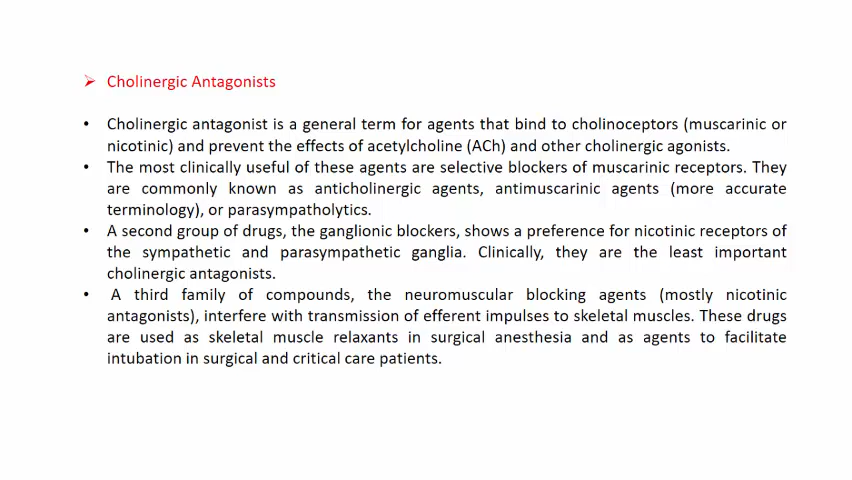 ➢ Cholinergic Antagonists
• Cholinergic antagonist is a general term for agents that bind to cholinoceptors (muscarinic or
nicotinic) and prevent the effects of acetylcholine (ACh) and other cholinergic agonists.
• The most clinically useful of these agents are selective blockers of muscarinic receptors. They
are commonly known as anticholinergic agents, antimuscarinic agents (more accurate
terminology), or parasympatholytics.
• A second group of drugs, the ganglionic blockers, shows a preference for nicotinic receptors of
the sympathetic and parasympathetic ganglia. Clinically, they are the least important
cholinergic antagonists.
• A third family of compounds, the neuromuscular blocking agents (mostly nicotinic
antagonists), interfere with transmission of efferent impulses to skeletal muscles. These drugs
are used as skeletal muscle relaxants in surgical anesthesia and as agents to facilitate
intubation in surgical and critical care patients.